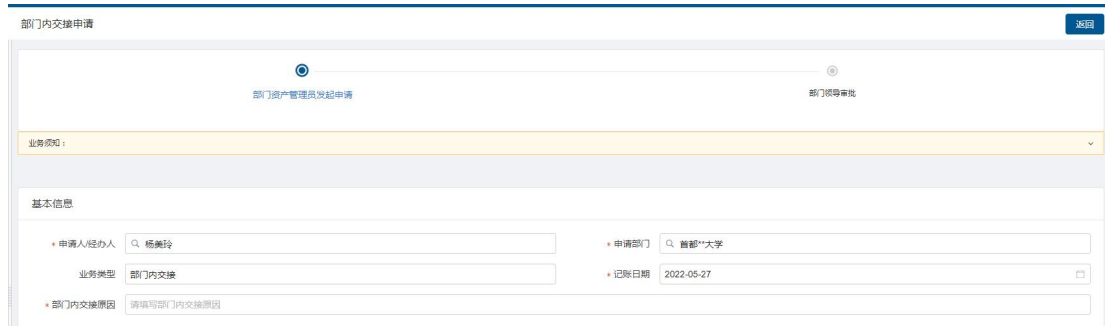 部门内交接申请 返回
部门资产管理员发起申请 部门领导审批
业务须知：
基本信息
* 申请人/经办人 杨美玲 * 申请部门 首都**大学
业务类型 部门内交接 * 记账日期 2022-05-27
* 部门内交接原因 请填写部门内交接原因